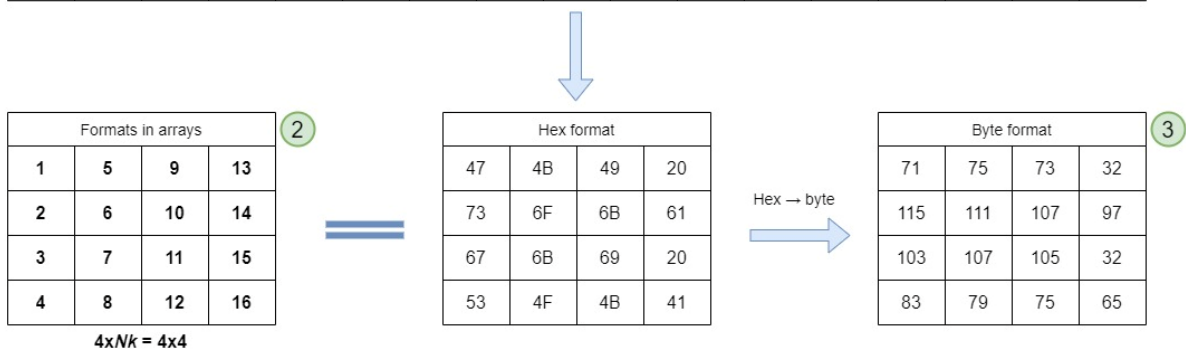 Formats in arrays
2
1 5 9 13
2 6 10 14
3 7 11 15
4 8 12 16
4xNk = 4x4
Hex format
47 4B 49 20
73 6F 6B 61
67 6B 69 20
53 4F 4B 41
Hex → byte
Byte format
3
71 75 73 32
115 111 107 97
103 107 105 32
83 79 75 65